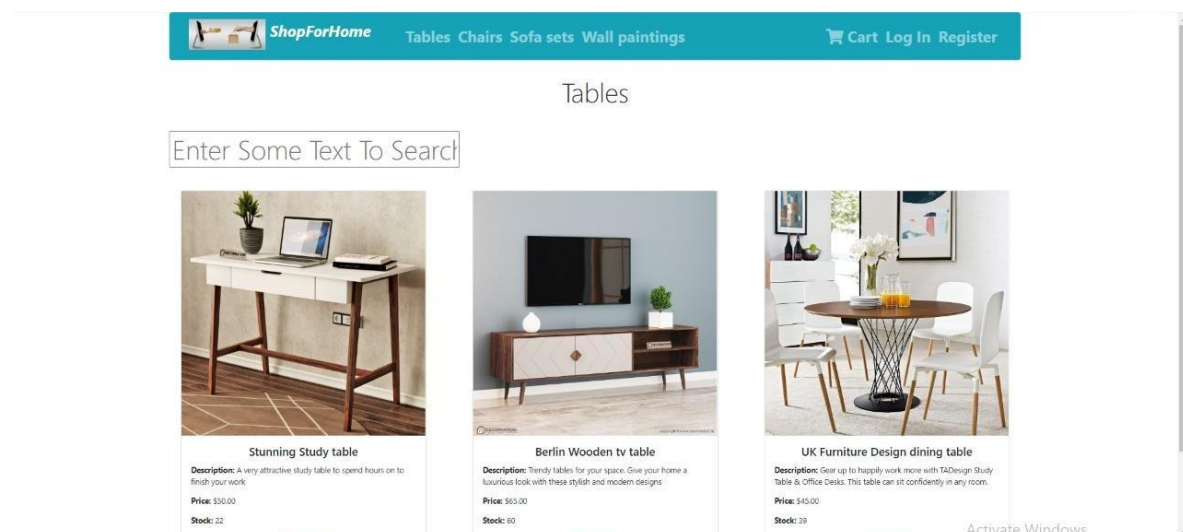 ShopForHome
Tables Chairs Sofa sets Wall paintings
Cart Log In Register
Tables
Enter Some Text To Search
Stunning Study table
Description: A very attractive study table to spend hours on to
finish your work
Price: $50.00
Stock: 22
Berlin Wooden tv table
Description: Trendy tables for your space. Give your home a
luxurious look with these stylish and modern designs
Price: $65.00
Stock: 60
UK Furniture Design dining table
Description: Gear up to happily work more with TADesign Study
Table & Office Desks. This table can sit confidently in any room.
Price: $45.00
Stock: 39
Activate Windows